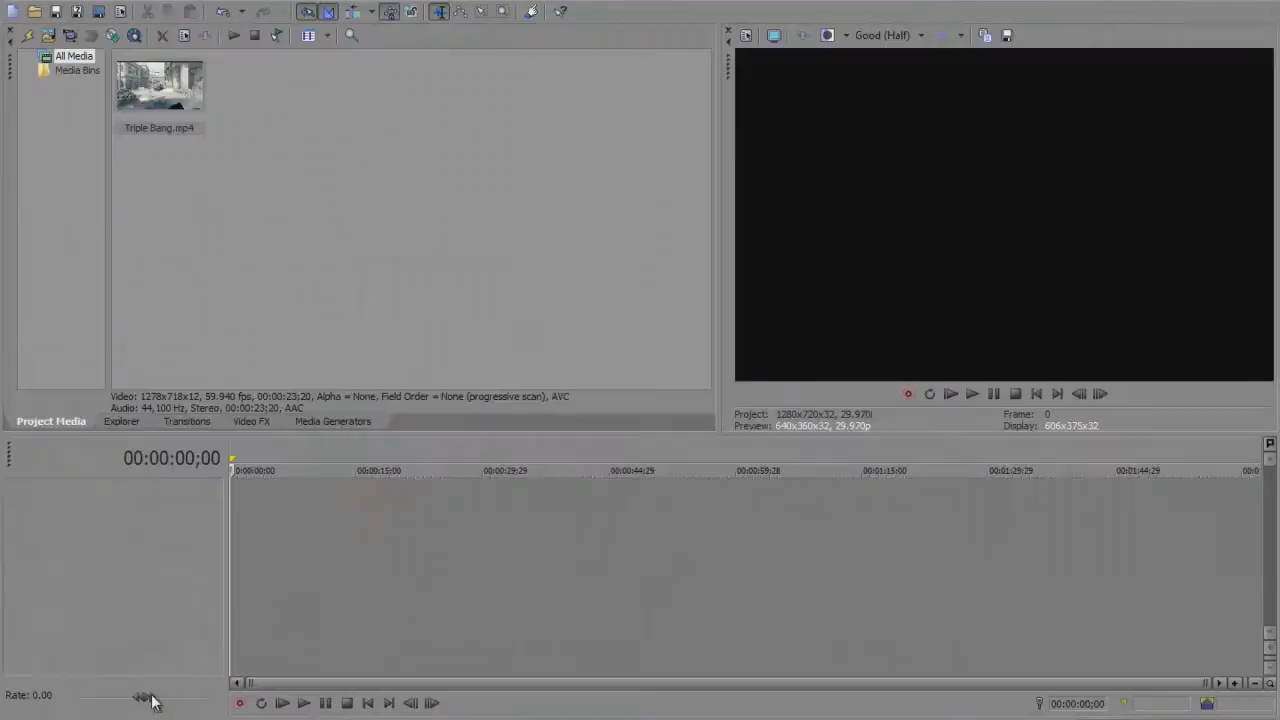 Good (Half)
All Media
Media Bins
Triple Bang.mp4
Video: 1278x718x12, 59.940 fps, 00:00:23;20, Alpha = None, Field Order = None (progressive scan), AVC
Audio: 44,100 Hz, Stereo, 00:00:23;20, AAC
Project Media Explorer Transitions Video FX Media Generators
Project: 1280x720x32, 29.970i Frame: 0
Preview: 640x360x32, 29.970p Display: 606x375x32
00:00:00;00
0:00:00;00 00:00:15;00 00:00:29;29 00:00:44;29 00:00:59;28 00:01:15;00 00:01:29;29 00:01:44;29 00:0
Rate: 0.00
00:00:00;00